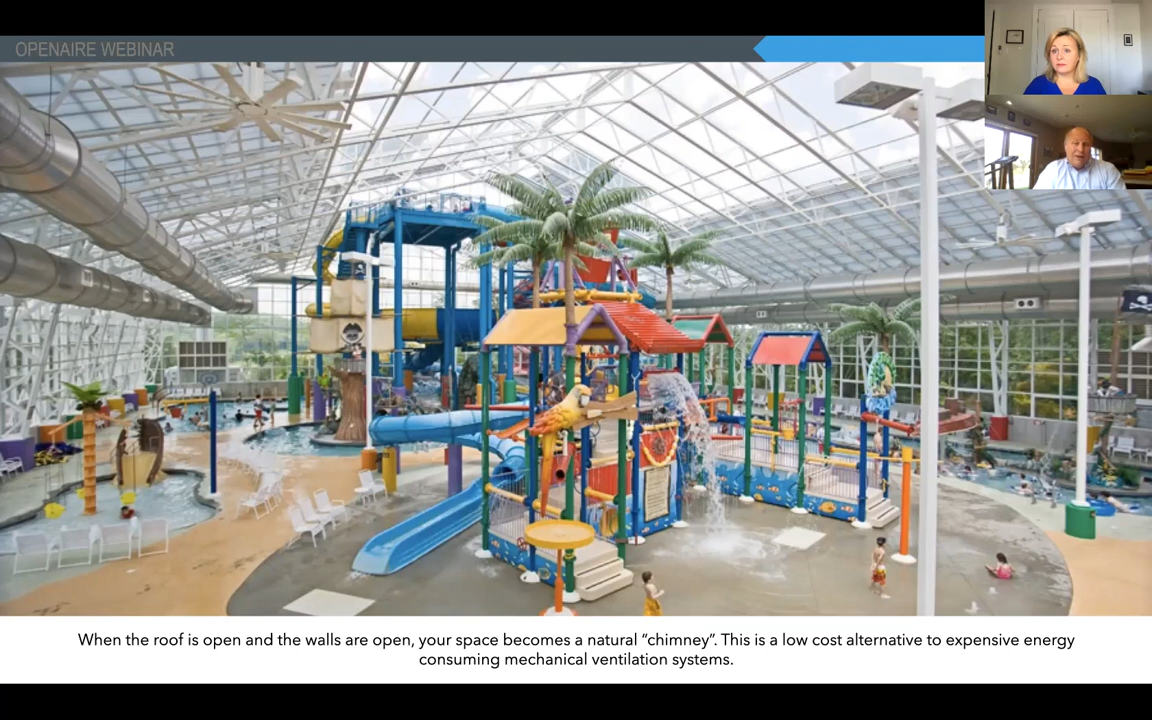 OPENAIRE WEBINAR
When the roof is open and the walls are open, your space becomes a natural “chimney”. This is a low cost alternative to expensive energy
consuming mechanical ventilation systems.